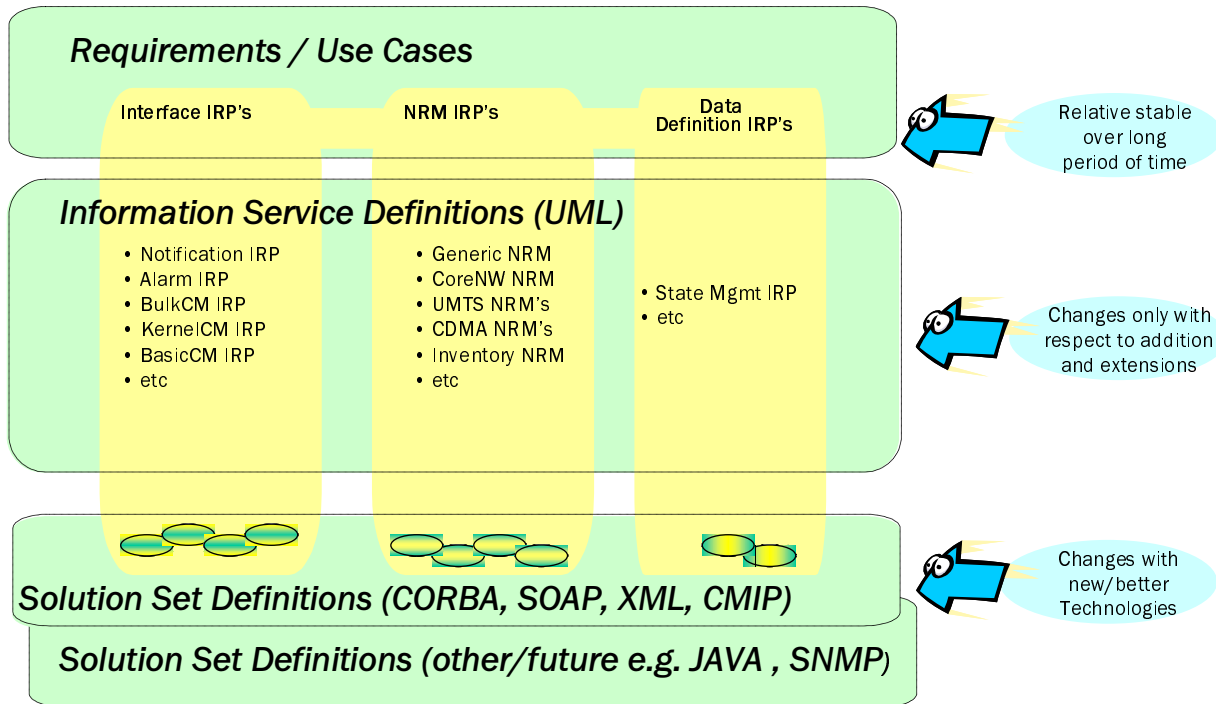 Requirements / Use Cases
Interface IRP's
NRM IRP's
Data
Definition IRP's
Relative stable
over long
period of time
Information Service Definitions (UML)
• Notification IRP
• Alarm IRP
• BulkCM IRP
• KernelCM IRP
• BasicCM IRP
• etc
• Generic NRM
• CoreNW NRM
• UMTS NRM's
• CDMA NRM's
• Inventory NRM
• etc
• State Mgmt IRP
• etc
Changes only with
respect to addition
and extensions
Solution Set Definitions (CORBA, SOAP, XML, CMIP)
Changes with
new/better
Technologies
Solution Set Definitions (other/future e.g. JAVA , SNMP)